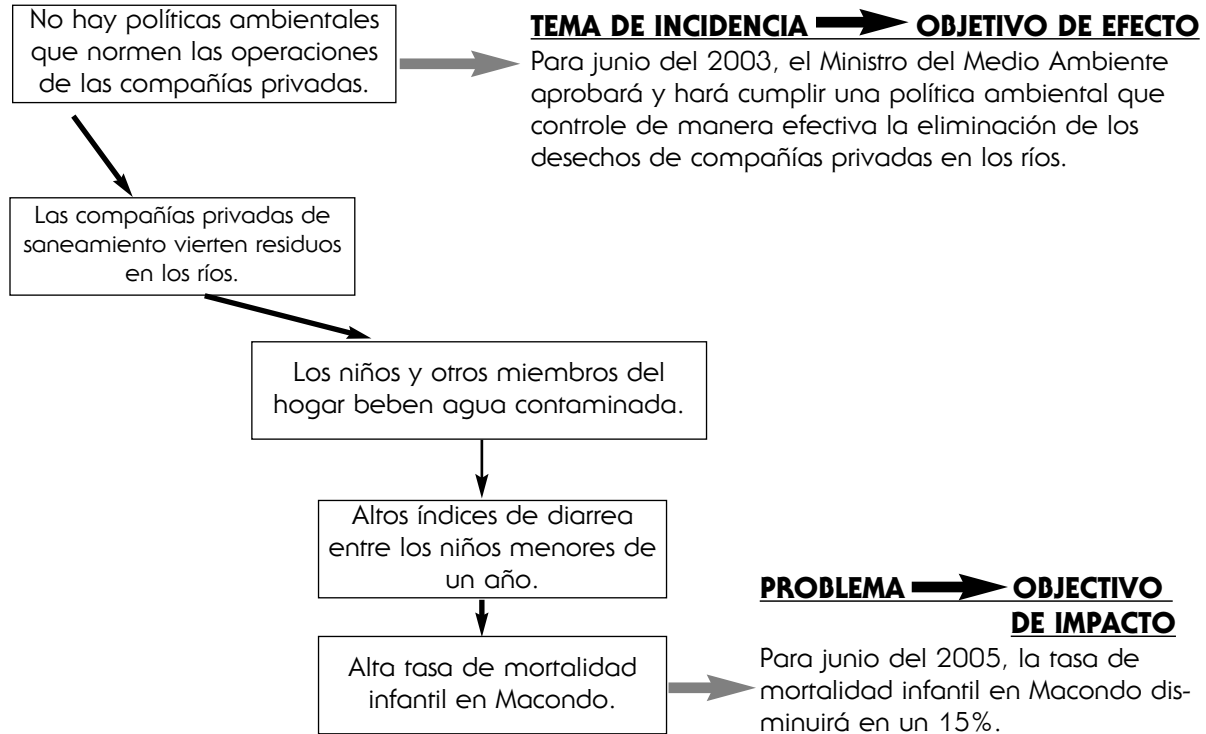 No hay políticas ambientales
que normen las operaciones
de las compañías privadas.
TEMA DE INCIDENCIA OBJETIVO DE EFECTO
Para junio del 2003, el Ministro del Medio Ambiente
aprobará y hará cumplir una política ambiental que
controle de manera efectiva la eliminación de los
desechos de compañías privadas en los ríos.
Las compañías privadas de
saneamiento vierten residuos
en los ríos.
Los niños y otros miembros del
hogar beben agua contaminada.
Altos índices de diarrea
entre los niños menores de
un año.
Alta tasa de mortalidad
infantil en Macondo.
PROBLEMA OBJECTIVO
DE IMPACTO
Para junio del 2005, la tasa de
mortalidad infantil en Macondo dis-
minuirá en un 15%.